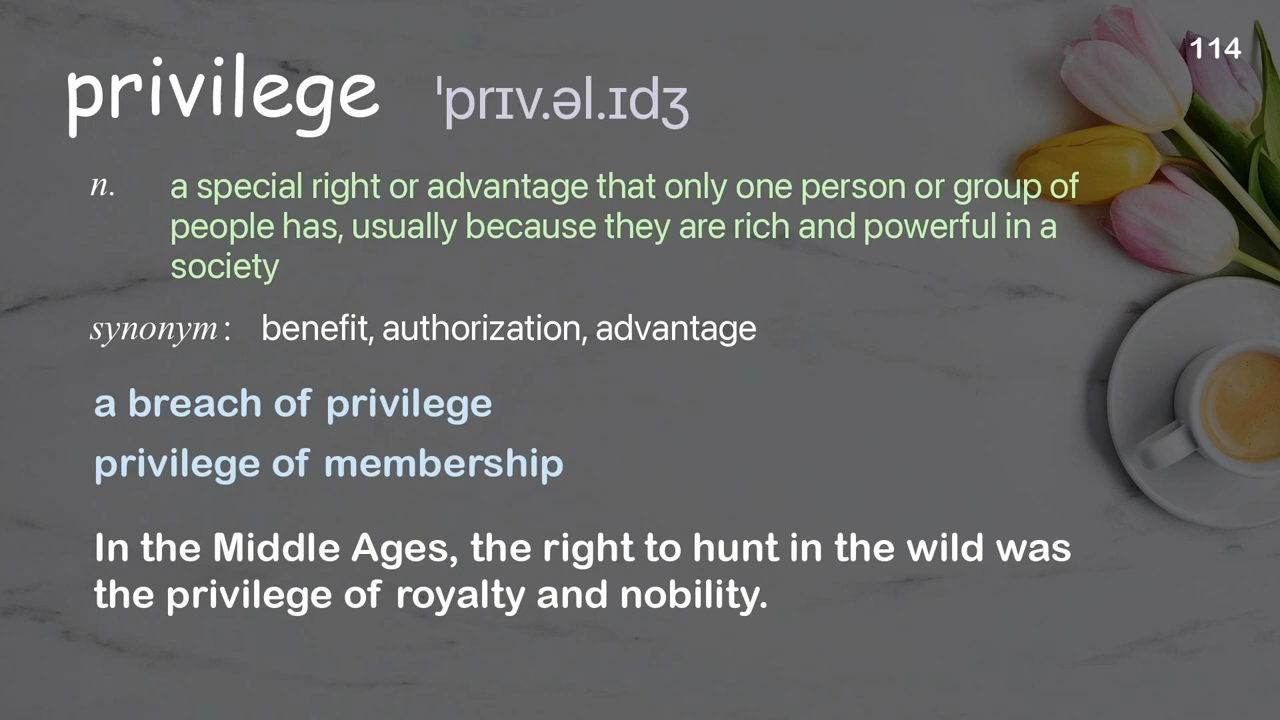 114
privilege ˈprɪv.əl.ɪdʒ
n. a special right or advantage that only one person or group of
people has, usually because they are rich and powerful in a
society
synonym: benefit, authorization, advantage
a breach of privilege
privilege of membership
In the Middle Ages, the right to hunt in the wild was
the privilege of royalty and nobility.